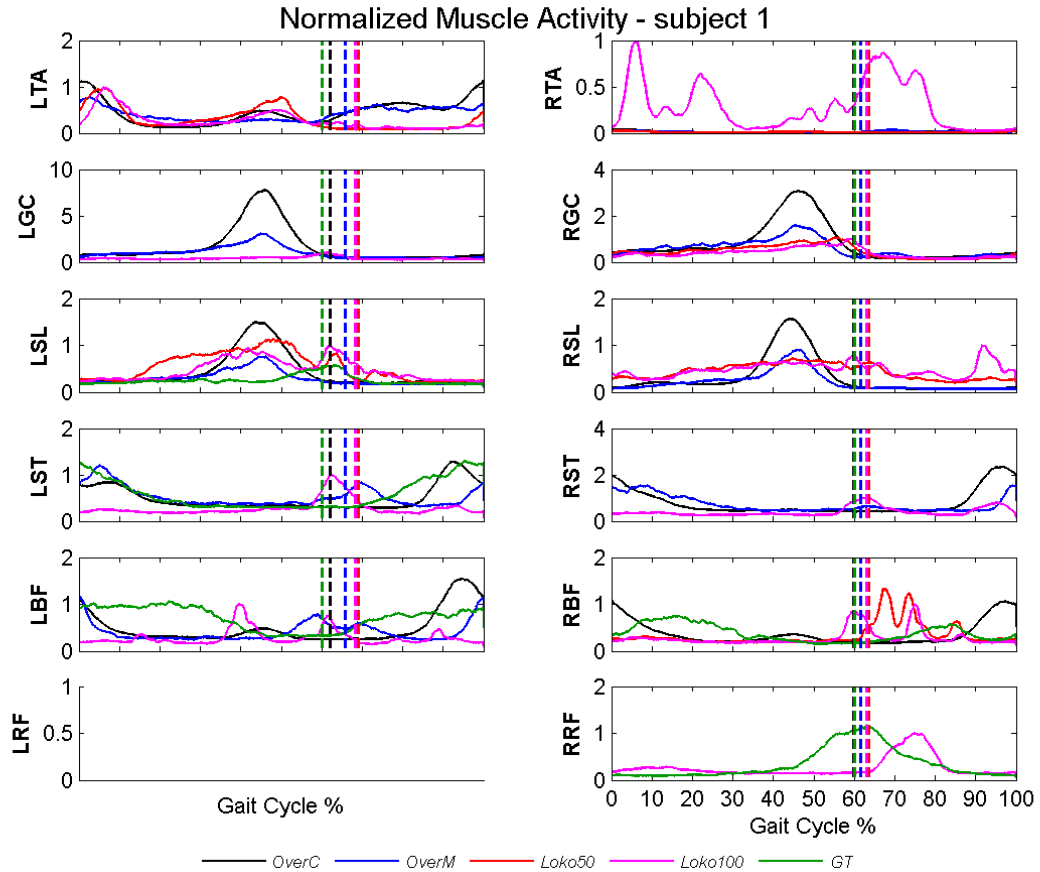 Normalized Muscle Activity - subject 1
LTA
2
1
0
RTA
1
0.5
0
LGC
10
5
0
RGC
4
2
0
LSL
2
1
0
RSL
2
1
0
LST
2
1
0
RST
4
2
0
LBF
2
1
0
RBF
2
1
0
LRF
1
0.5
0
Gait Cycle %
RRF
2
1
0
0 10 20 30 40 50 60 70 80 90 100
Gait Cycle %
OverC OverM Loko50 Loko100 GT